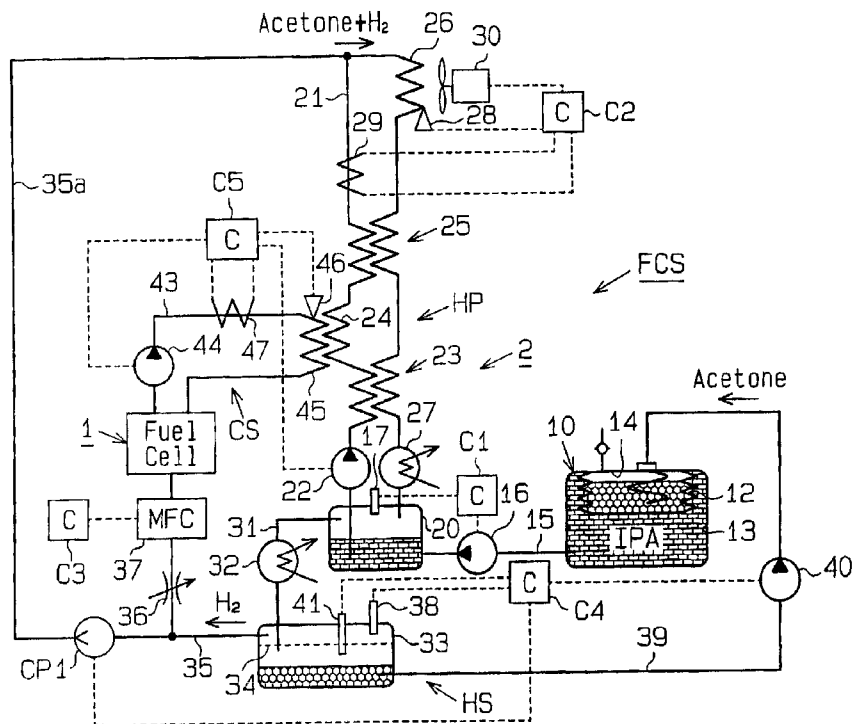 Acetone+H₂
26
30
21
28
C
C2
29
35a
C5
C
25
FCS
46
43
24
HP
44
47
23
2
45
27
Acetone
1
Fuel Cell
CS
17
C1
10
14
22
C
16
12
20
15
13
31
IPA
C
MFC
C3
37
32
40
H₂
41
38
C
C4
36
33
CP1
35
34
39
HS